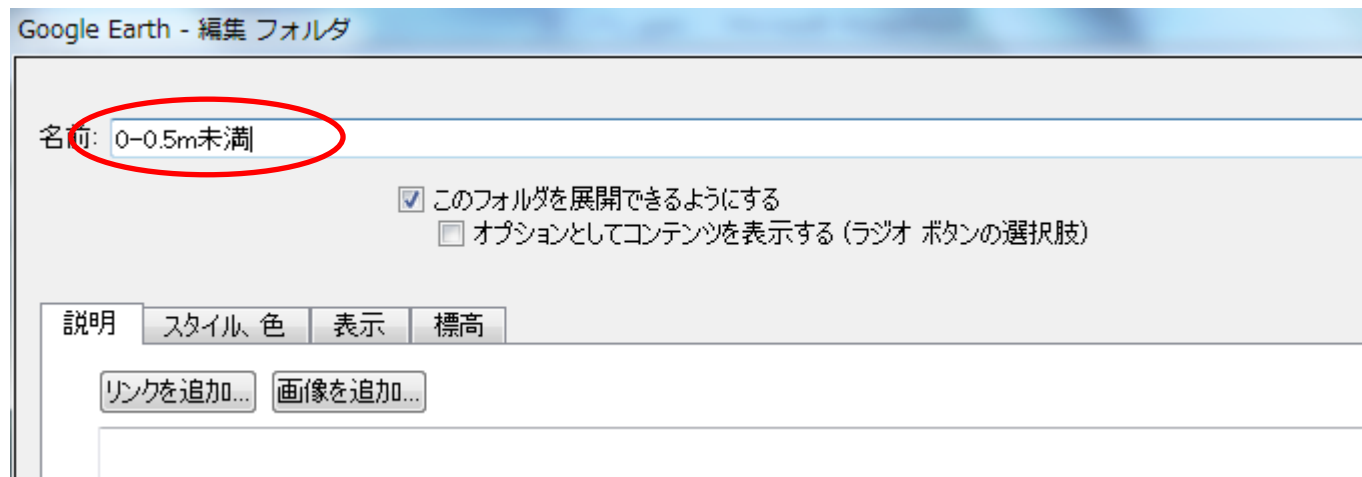 Google Earth - 編集 フォルダ
名前: 0-0.5m未満
このフォルダを展開できるようにする
オプションとしてコンテンツを表示する (ラジオ ボタンの選択肢)
説明 スタイル、色 表示 標高
リンクを追加... 画像を追加...